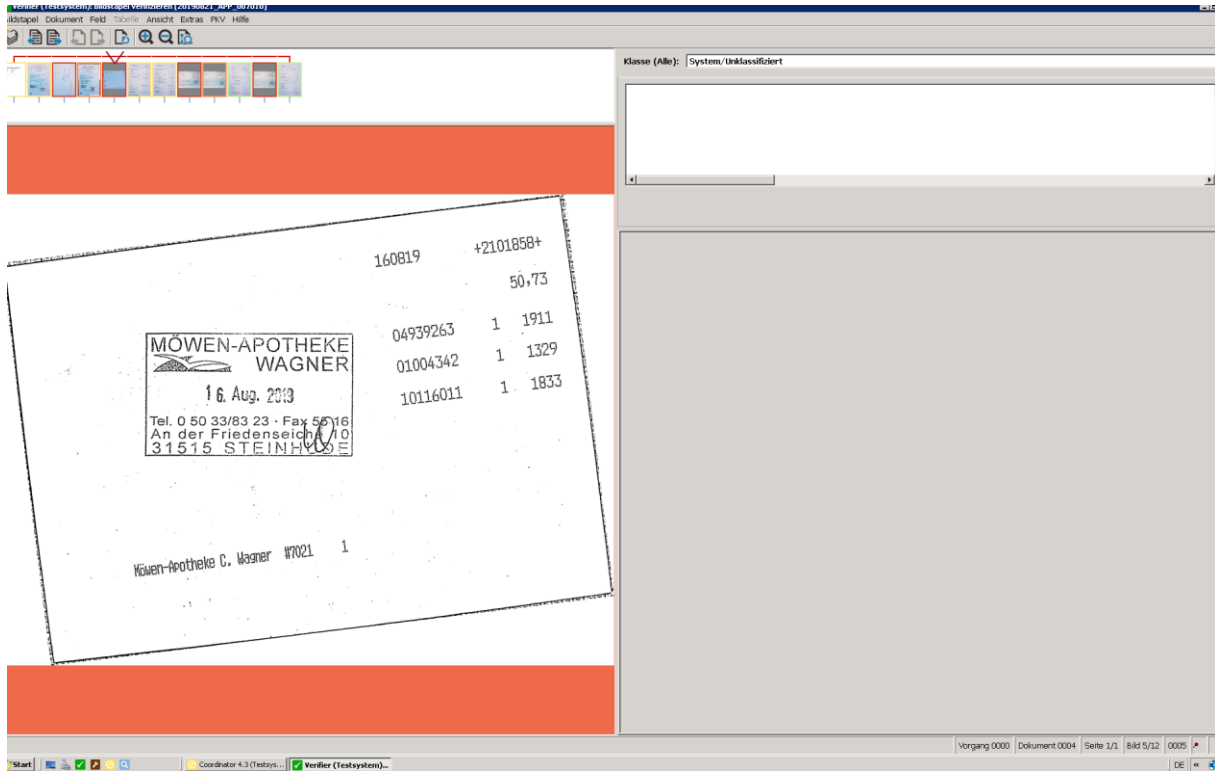 Verifier (Testsystem): Bildstapel verifizieren [20190821_APP_007010]
ildstapel Dokument Feld Tabelle Ansicht Extras PKV Hilfe
Klasse (Alle): System/Unklassifiziert
160819 +2101858+
50,73
04939263 1 1911
01004342 1 1329
10116011 1 1833
MÖWEN-APOTHEKE
WAGNER
16. Aug. 2019
Tel. 0 50 33/83 23 · Fax 55 16
An der Friedenseiche 10
31515 STEINHUDE
Möwen-Apotheke C. Wagner #7021 1
Vorgang 0000 Dokument 0004 Seite 1/1 Bild 5/12 0005
Start Coordinator 4.3 (Testsys... Verifier (Testsystem)... DE